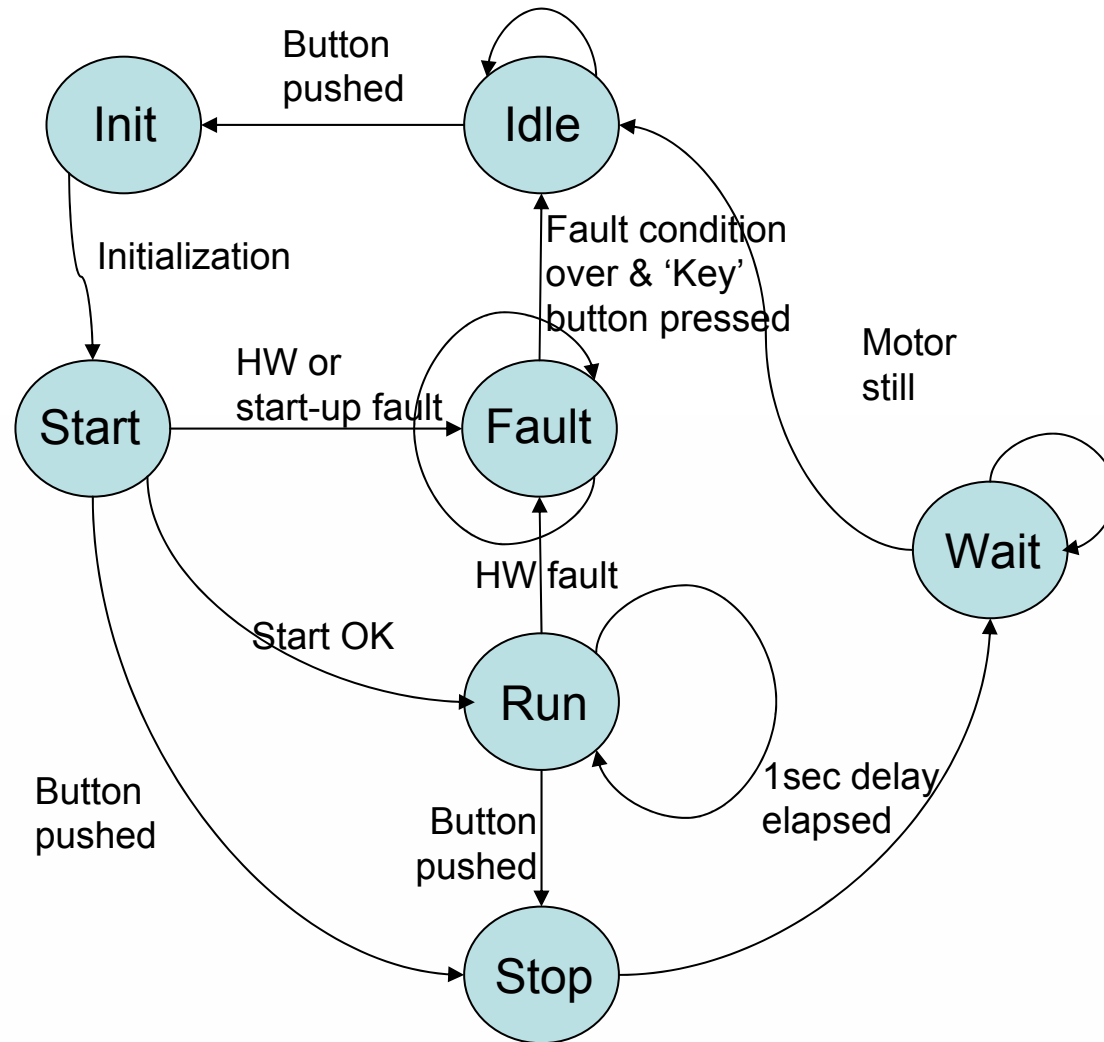 Button
pushed
Init
Idle
Initialization
Fault condition
over & ‘Key’
button pressed
Motor
still
HW or
start-up fault
Start
Fault
Wait
HW fault
Start OK
Run
Button
pushed
Button
pushed
1sec delay
elapsed
Stop